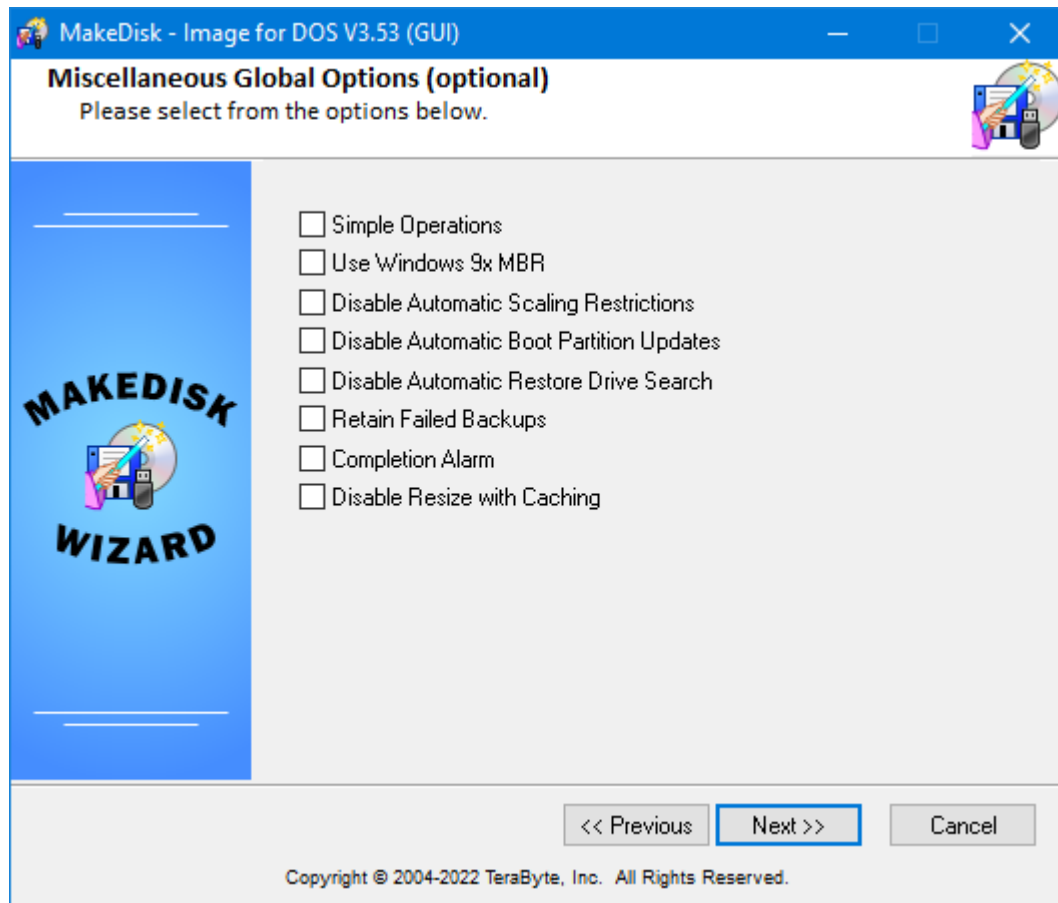 MakeDisk - Image for DOS V3.53 (GUI)
Miscellaneous Global Options (optional)
Please select from the options below.
MAKEDISK
WIZARD
Simple Operations
Use Windows 9x MBR
Disable Automatic Scaling Restrictions
Disable Automatic Boot Partition Updates
Disable Automatic Restore Drive Search
Retain Failed Backups
Completion Alarm
Disable Resize with Caching
<< Previous
Next >>
Cancel
Copyright © 2004-2022 TeraByte, Inc. All Rights Reserved.